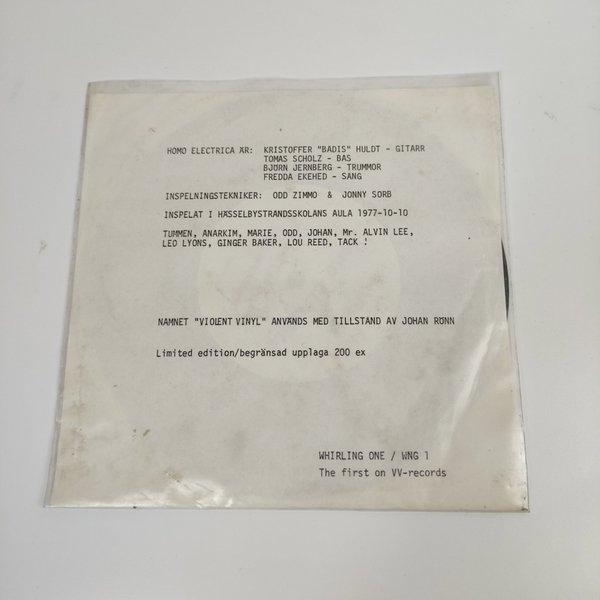 HOMO ELECTRICA ÄR: KRISTOFFER "BADIS" HULDT - GITARR
TOMAS SCHOLZ - BAS
BJÖRN JERNBERG - TRUMMOR
FREDDA EKEHED - SANG
INSPELNINGSTEKNIKER: ODD ZIMMO & JONNY SORB
INSPELAT I HÄSSELBYSTRANDSSKOLANS AULA 1977-10-10
TUMMEN, ANARKIM, MARIE, ODD, JOHAN, Mr. ALVIN LEE,
LEO LYONS, GINGER BAKER, LOU REED, TACK !
NAMNET "VIOLENT VINYL" ANVÄNDS MED TILLSTAND AV JOHAN RÖNN
Limited edition/begränsad upplaga 200 ex
WHIRLING ONE / WNG 1
The first on VV-records